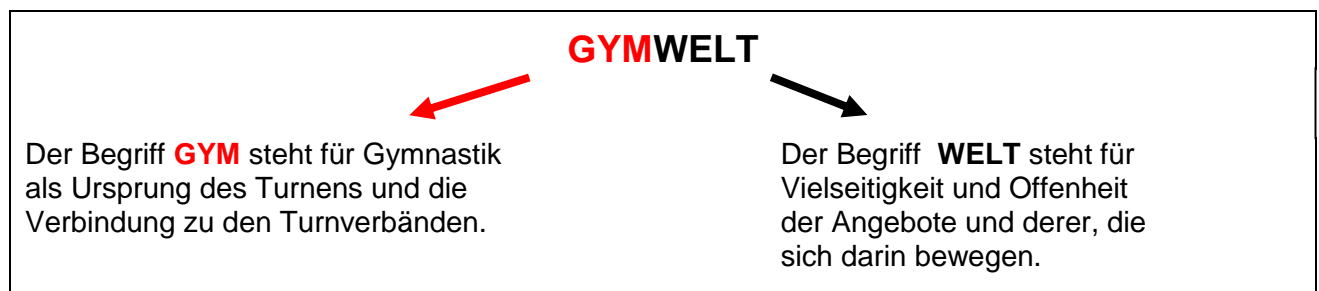 GYMWELT
Der Begriff GYM steht für Gymnastik
als Ursprung des Turnens und die
Verbindung zu den Turnverbänden.
Der Begriff WELT steht für
Vielseitigkeit und Offenheit
der Angebote und derer, die
sich darin bewegen.